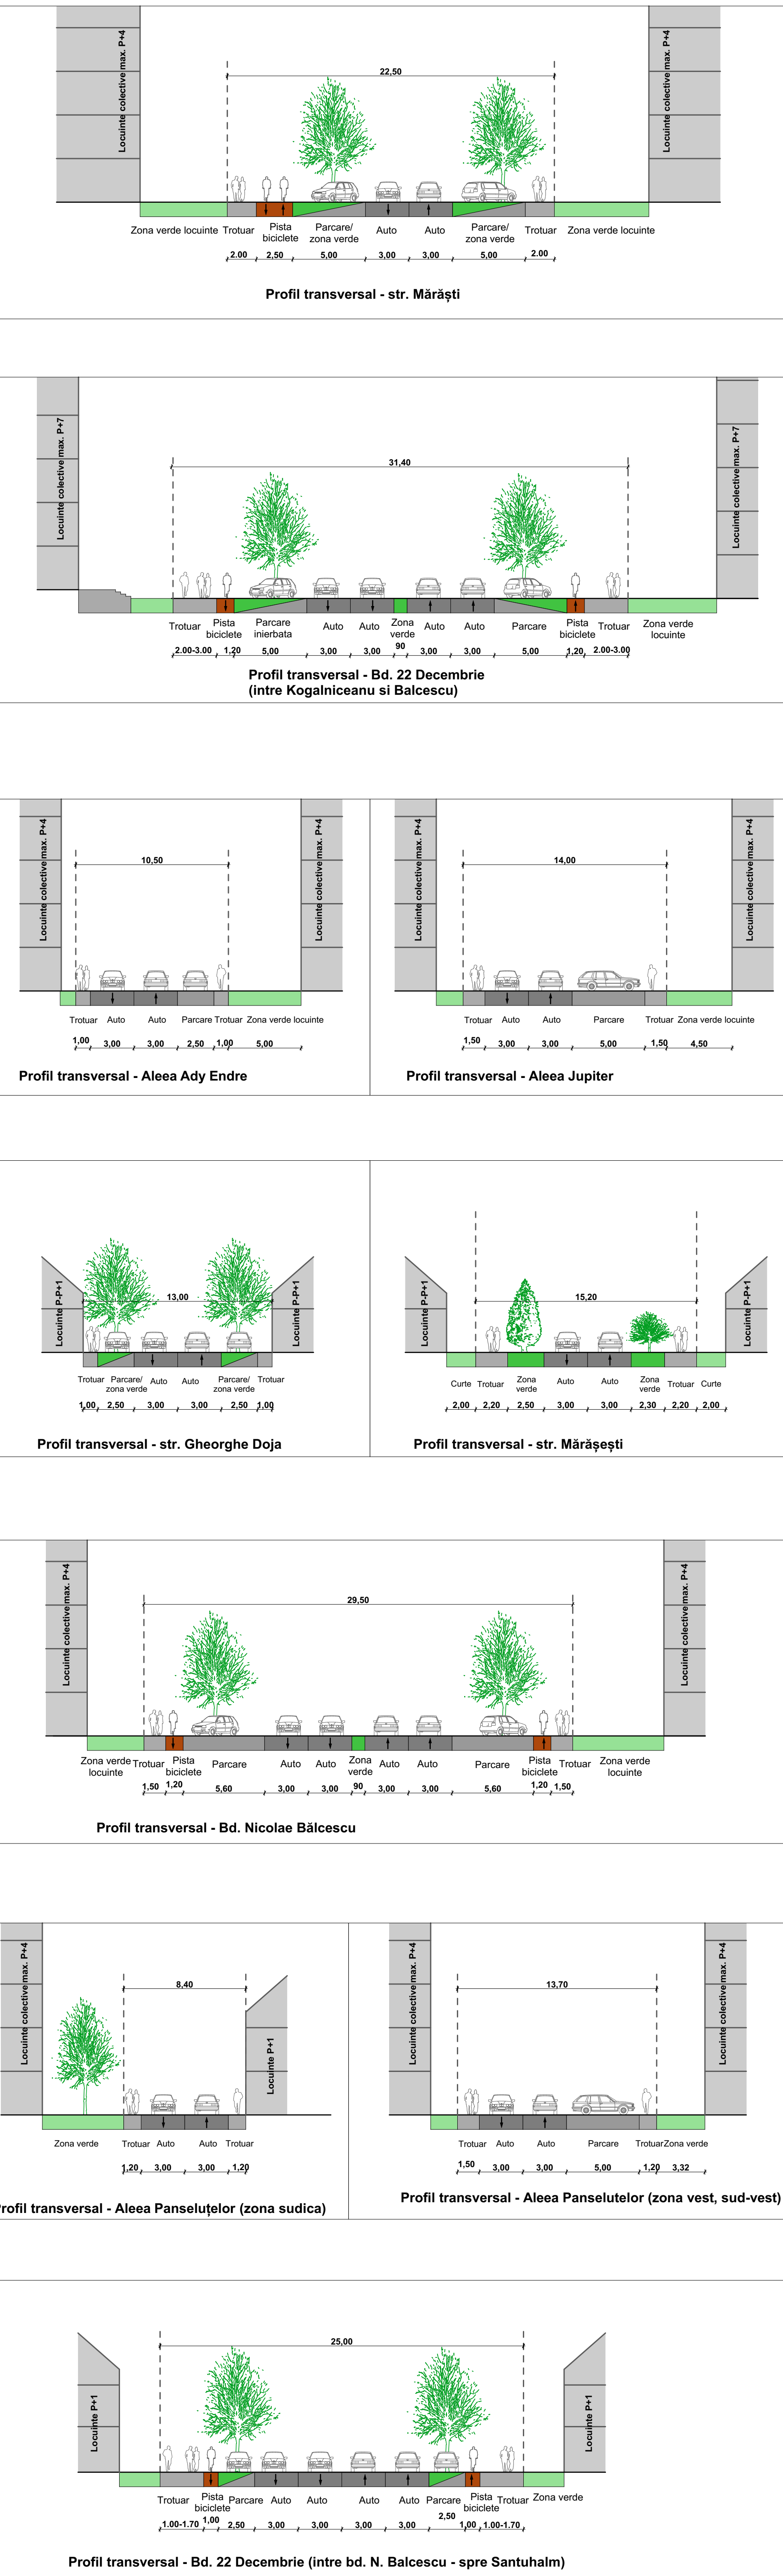 Locuinte colective max. P+4
Locuinte colective max. P+4
22,50
Zona verde locuinte Trotuar Pista biciclete Parcare/ zona verde Auto Auto Parcare/ zona verde Trotuar Zona verde locuinte
2.00 2,50 5,00 3,00 3,00 5,00 2.00
Profil transversal - str. Mărăști
Locuinte colective max. P+7
Locuinte colective max. P+7
31,40
Trotuar Pista biciclete Parcare inierbata Auto Auto Zona verde Auto Auto Parcare Pista biciclete Trotuar Zona verde locuinte
2.00-3.00 1,20 5,00 3,00 3,00 90 3,00 3,00 5,00 1,20 2.00-3.00
Profil transversal - Bd. 22 Decembrie
(intre Kogalniceanu si Balcescu)
Locuinte colective max. P+4
Locuinte colective max. P+4
10,50
Trotuar Auto Auto Parcare Trotuar Zona verde locuinte
1,00 3,00 3,00 2,50 1,00 5,00
Profil transversal - Aleea Ady Endre
Locuinte colective max. P+4
Locuinte colective max. P+4
14,00
Trotuar Auto Auto Parcare Trotuar Zona verde locuinte
1,50 3,00 3,00 5,00 1,50 4,50
Profil transversal - Aleea Jupiter
Locuinte P-P+1
Locuinte P-P+1
13,00
Trotuar Parcare/ zona verde Auto Auto Parcare/ zona verde Trotuar
1,00 2,50 3,00 3,00 2,50 1,00
Profil transversal - str. Gheorghe Doja
Locuinte P-P+1
Locuinte P-P+1
15,20
Curte Trotuar Zona verde Auto Auto Zona verde Trotuar Curte
2,00 2,20 2,50 3,00 3,00 2,30 2,20 2,00
Profil transversal - str. Mărășești
Locuinte colective max. P+4
Locuinte colective max. P+4
29,50
Zona verde locuinte Trotuar Pista biciclete Parcare Auto Auto Zona verde Auto Auto Parcare Pista biciclete Trotuar Zona verde locuinte
1,50 1,20 5,60 3,00 3,00 90 3,00 3,00 5,60 1,20 1,50
Profil transversal - Bd. Nicolae Bălcescu
Locuinte colective max. P+4
Locuinte P+1
8,40
Zona verde Trotuar Auto Auto Trotuar
1,20 3,00 3,00 1,20
rofil transversal - Aleea Panseluțelor (zona sudica)
Locuinte colective max. P+4
Locuinte colective max. P+4
13,70
Trotuar Auto Auto Parcare Trotuar Zona verde
1,50 3,00 3,00 5,00 1,20 3,32
Profil transversal - Aleea Panselutelor (zona vest, sud-vest)
Locuinte P+1
Locuinte P+1
25,00
Trotuar Pista biciclete Parcare Auto Auto Auto Auto Parcare Pista biciclete Trotuar Zona verde
1.00-1.70 1,00 2,50 3,00 3,00 3,00 3,00 2,50 1,00 1.00-1.70
Profil transversal - Bd. 22 Decembrie (intre bd. N. Balcescu - spre Santuhalm)